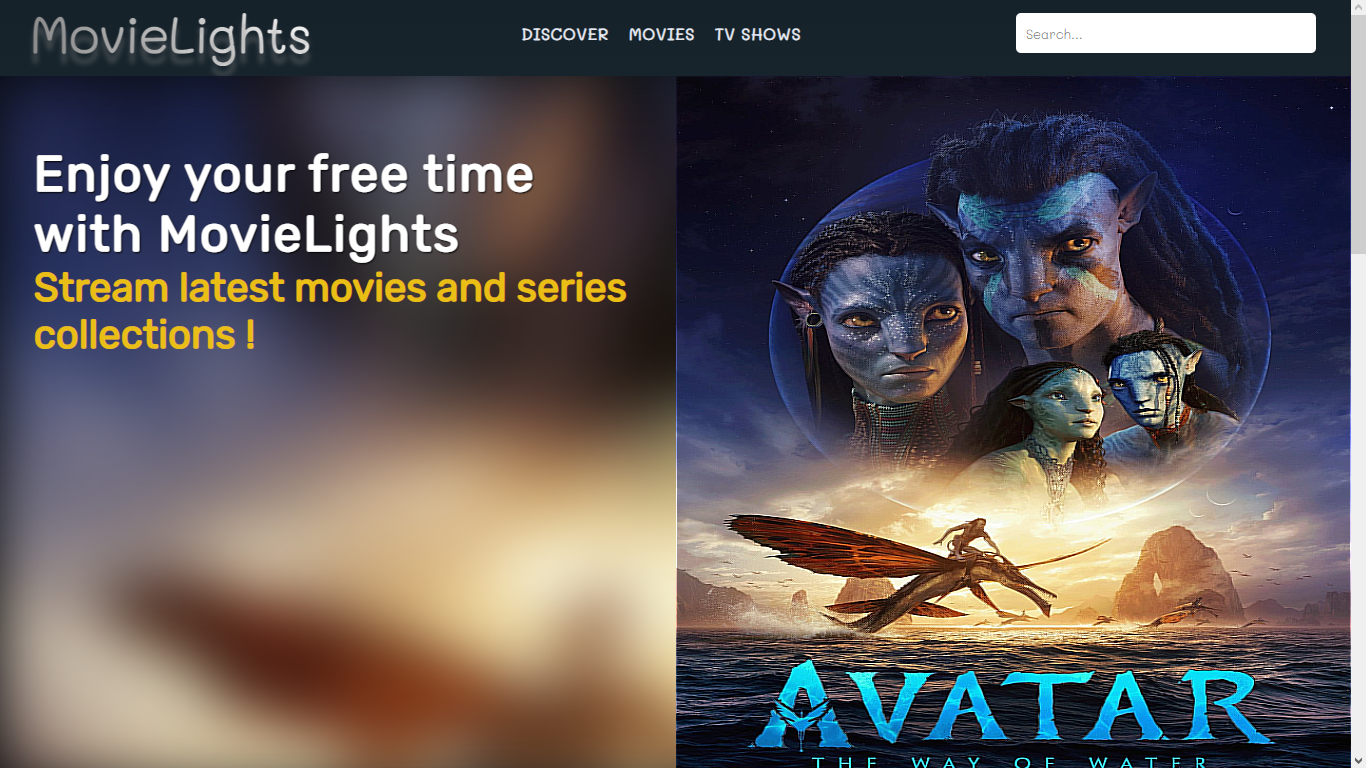 MovieLights
DISCOVER MOVIES TV SHOWS
Search...
Enjoy your free time
with MovieLights
Stream latest movies and series
collections !
AVATAR
THE WAY OF WATER